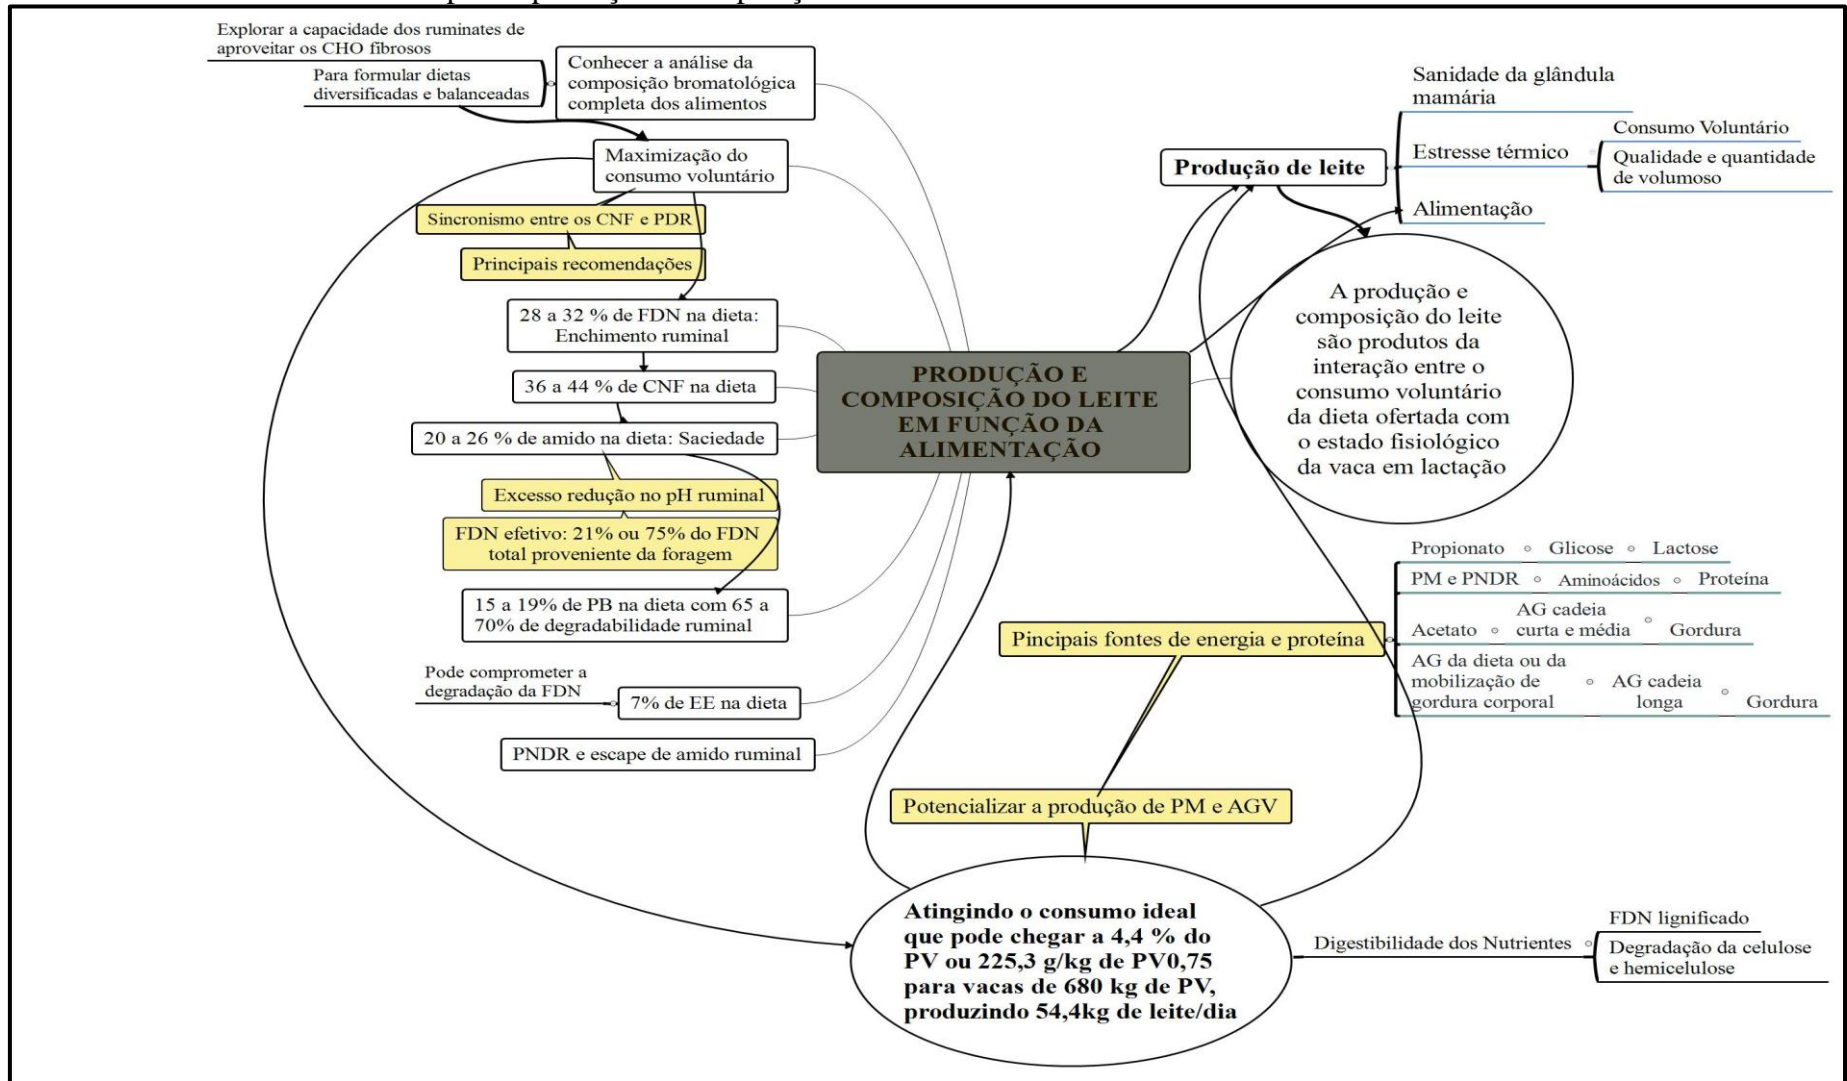 Explorar a capacidade dos ruminates de
aproveitar os CHO fibrosos
Para formular dietas
diversificadas e balanceadas
Conhecer a análise da
composição bromatológica
completa dos alimentos
Maximização do
consumo voluntário
Sincronismo entre os CNF e PDR
Principais recomendações
28 a 32 % de FDN na dieta:
Enchimento ruminal
36 a 44 % de CNF na dieta
20 a 26 % de amido na dieta: Saciedade
Excesso redução no pH ruminal
FDN efetivo: 21% ou 75% do FDN
total proveniente da foragem
15 a 19% de PB na dieta com 65 a
70% de degradabilidade ruminal
Pode comprometer a
degradação da FDN
7% de EE na dieta
PNDR e escape de amido ruminal
PRODUÇÃO E
COMPOSIÇÃO DO LEITE
EM FUNÇÃO DA
ALIMENTAÇÃO
Produção de leite
Sanidade da glândula
mamária
Estresse térmico
Consumo Voluntário
Qualidade e quantidade
de volumoso
Alimentação
A produção e
composição do leite
são produtos da
interação entre o
consumo voluntário
da dieta ofertada com
o estado fisiológico
da vaca em lactação
Pincipais fontes de energia e proteína
Propionato
Glicose
Lactose
PM e PNDR
Aminoácidos
Proteína
Acetato
AG cadeia
curta e média
Gordura
AG da dieta ou da
mobilização de
gordura corporal
AG cadeia
longa
Gordura
Potencializar a produção de PM e AGV
Atingindo o consumo ideal
que pode chegar a 4,4 % do
PV ou 225,3 g/kg de PV0,75
para vacas de 680 kg de PV,
produzindo 54,4kg de leite/dia
Digestibilidade dos Nutrientes
FDN lignificado
Degradação da celulose
e hemicelulose